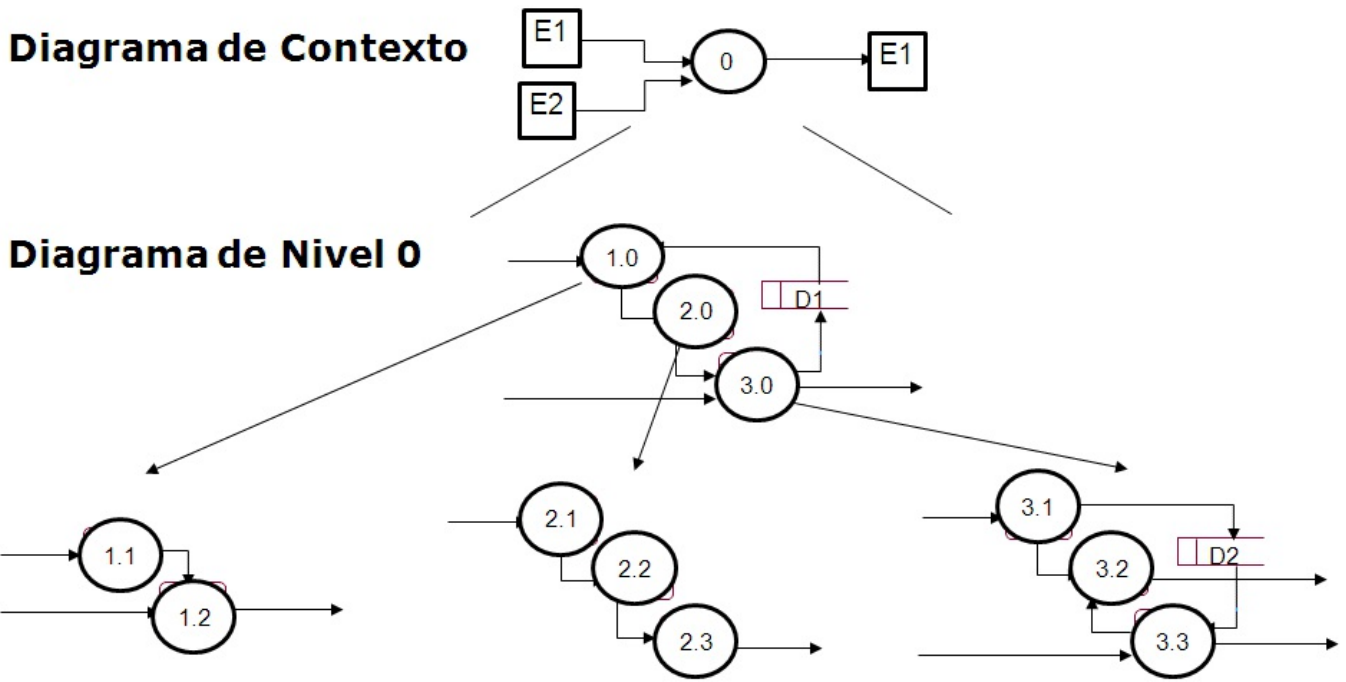 Diagrama de Contexto
E1
0
E1
E2
Diagrama de Nivel 0
1.0
2.0
D1
3.0
1.1
1.2
2.1
2.2
2.3
3.1
3.2
D2
3.3